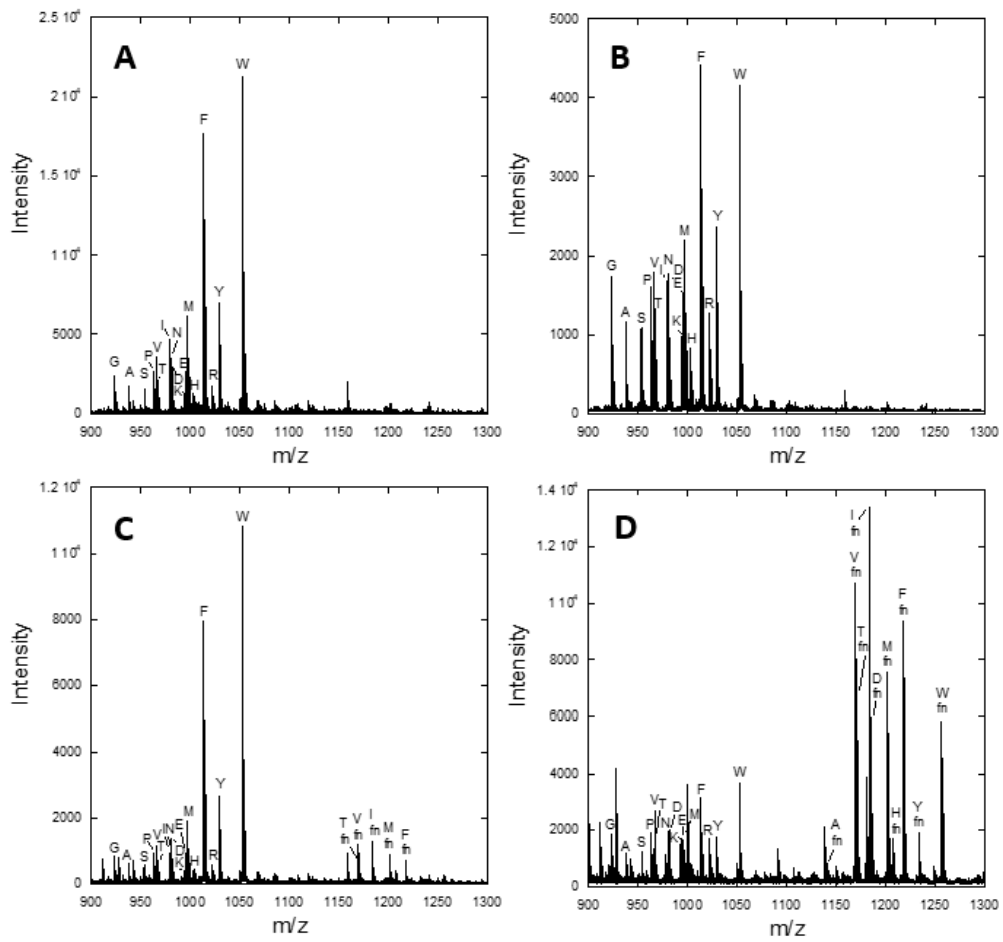 A
Intensity
2.5 10⁴
2 10⁴
1.5 10⁴
1 10⁴
5000
0
G
A
S
P
V
T
I
N
D
K
E
M
H
F
R
Y
W
900 950 1000 1050 1100 1150 1200 1250 1300
m/z
B
Intensity
5000
4000
3000
2000
1000
0
G
A
S
P
V
T
I
N
D
E
K
M
H
F
R
Y
W
900 950 1000 1050 1100 1150 1200 1250 1300
m/z
C
Intensity
1.2 10⁴
1 10⁴
8000
6000
4000
2000
0
G
A
S
P
V
T
I
N
E
D
K
M
H
F
R
Y
W
T fn
V fn
I fn
M fn
F fn
900 950 1000 1050 1100 1150 1200 1250 1300
m/z
D
Intensity
1.4 10⁴
1.2 10⁴
1 10⁴
8000
6000
4000
2000
0
G
A
S
P
V
T
N
D
K
E
M
F
R
Y
W
A fn
V fn
T fn
I fn
D fn
M fn
H fn
F fn
Y fn
W fn
900 950 1000 1050 1100 1150 1200 1250 1300
m/z